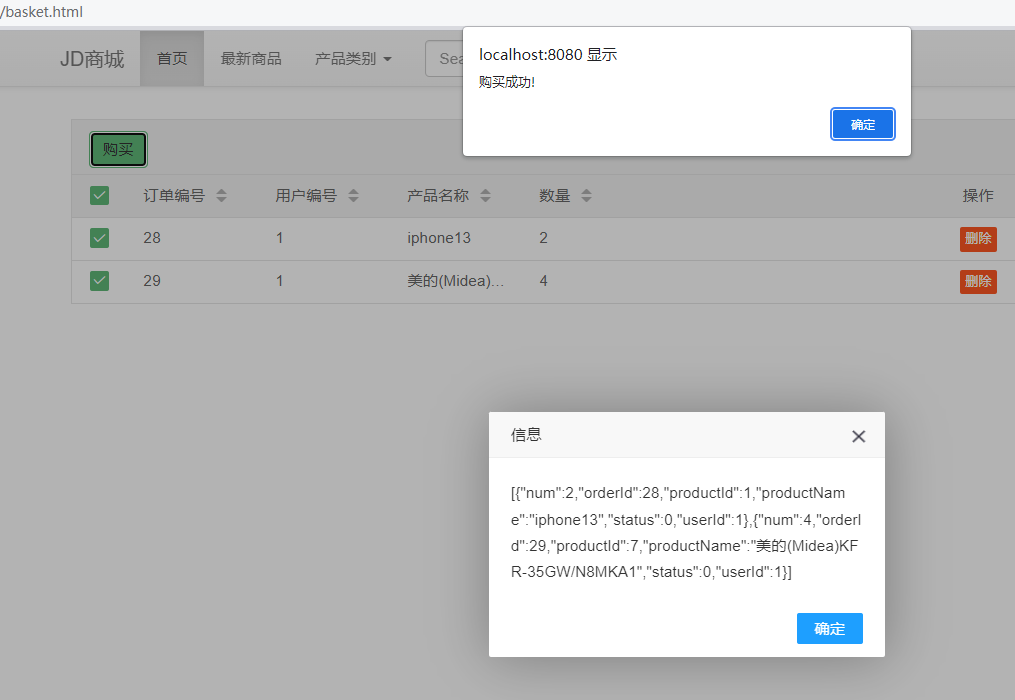 /basket.html
localhost:8080 显示
购买成功!
确定
JD商城 首页 最新商品 产品类别 Sea
购买
订单编号 用户编号 产品名称 数量 操作
28 1 iphone13 2 删除
29 1 美的(Midea)... 4 删除
信息
[{"num":2,"orderId":28,"productId":1,"productNam
e":"iphone13","status":0,"userId":1},{"num":4,"orderI
d":29,"productId":7,"productName":"美的(Midea)KF
R-35GW/N8MKA1","status":0,"userId":1}]
确定